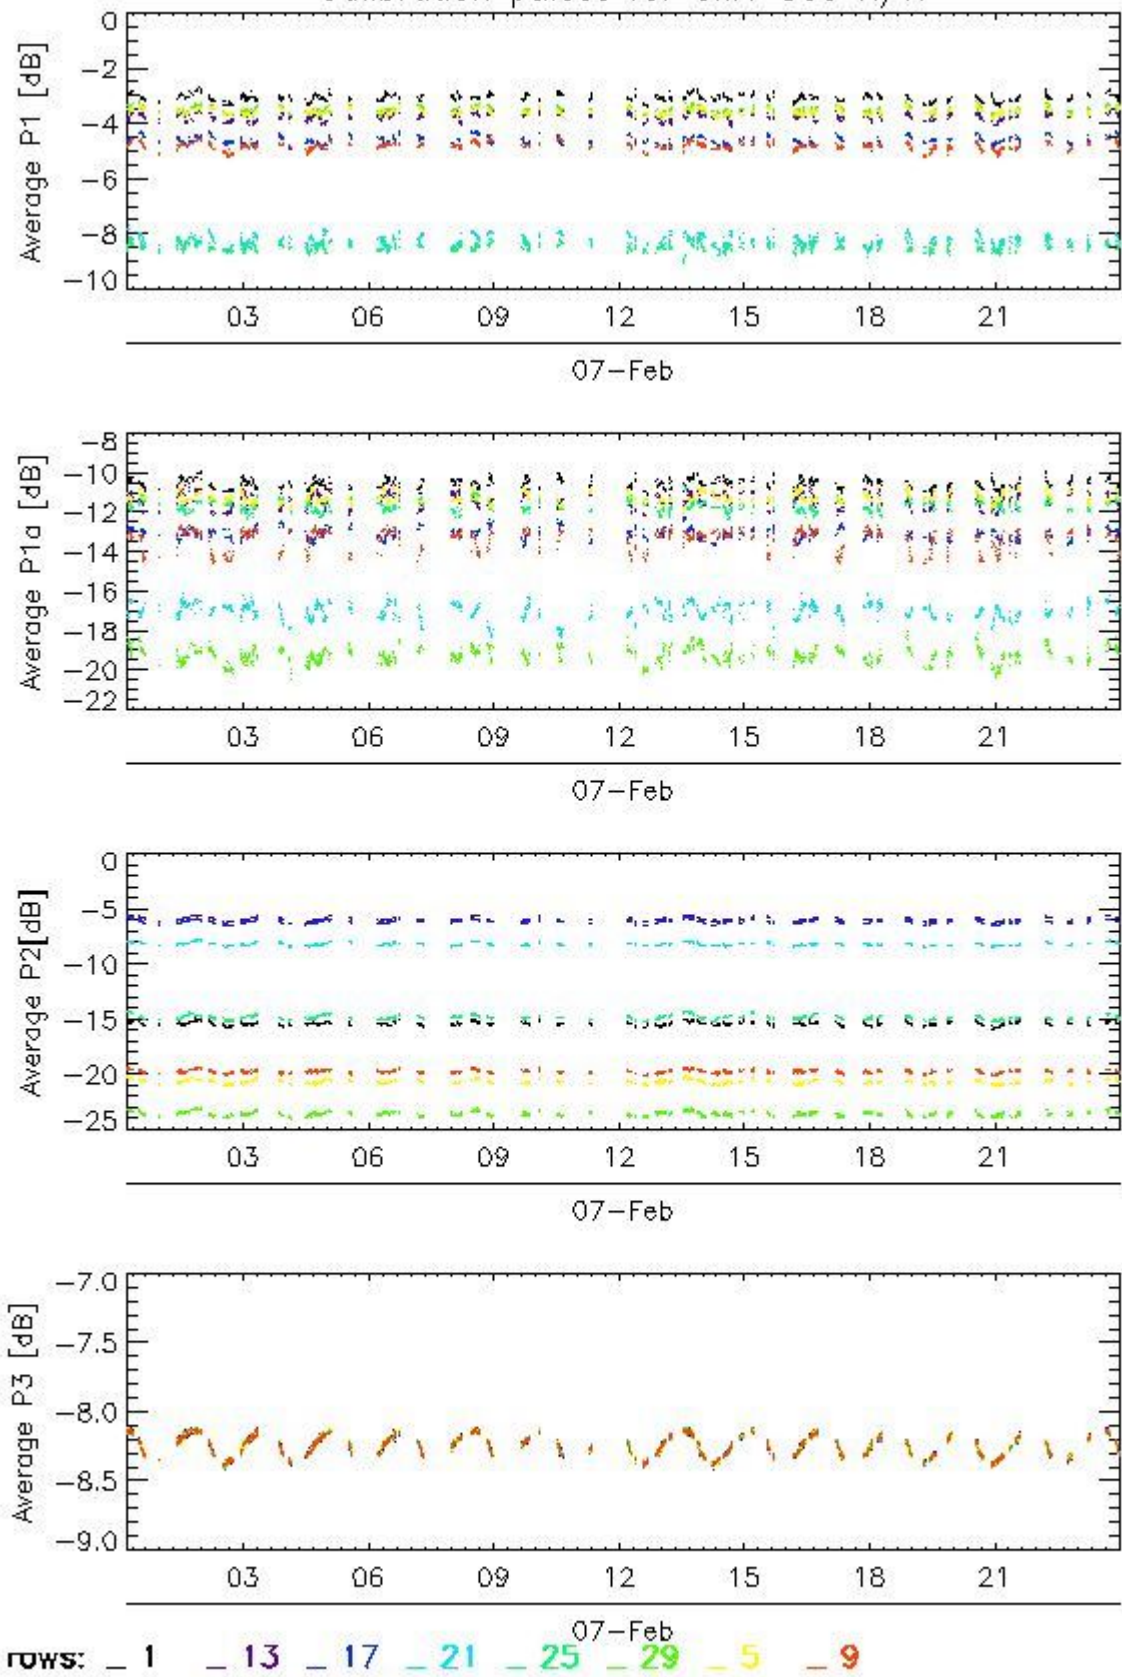 0
−2
−4
−6
−8
−10
Average P1 [dB]
03 06 09 12 15 18 21
07−Feb
−8
−10
−12
−14
−16
−18
−20
−22
Average P1a [dB]
03 06 09 12 15 18 21
07−Feb
0
−5
−10
−15
−20
−25
Average P2[dB]
03 06 09 12 15 18 21
07−Feb
−7.0
−7.5
−8.0
−8.5
−9.0
Average P3 [dB]
03 06 09 12 15 18 21
07−Feb
rows: _ 1 _ 13 _ 17 _ 21 _ 25 _ 29 _ 5 _ 9